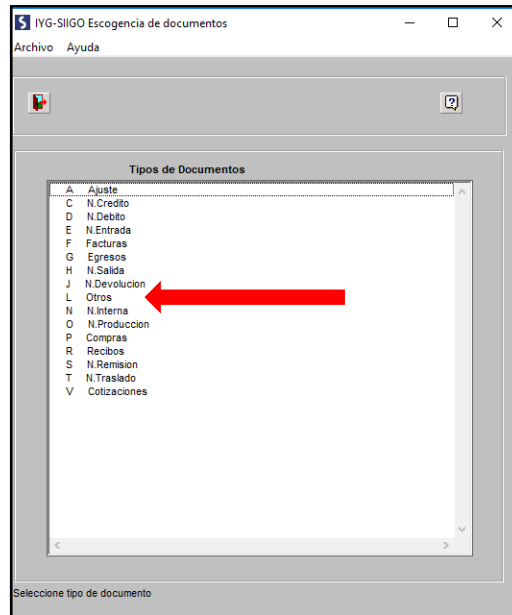 S IYG-SIIGO Escogencia de documentos
Archivo Ayuda
?
Tipos de Documentos
A Ajuste
C N.Credito
D N.Debito
E N.Entrada
F Facturas
G Egresos
H N.Salida
J N.Devolucion
L Otros
N N.Interna
O N.Produccion
P Compras
R Recibos
S N.Remision
T N.Traslado
V Cotizaciones
Seleccione tipo de documento